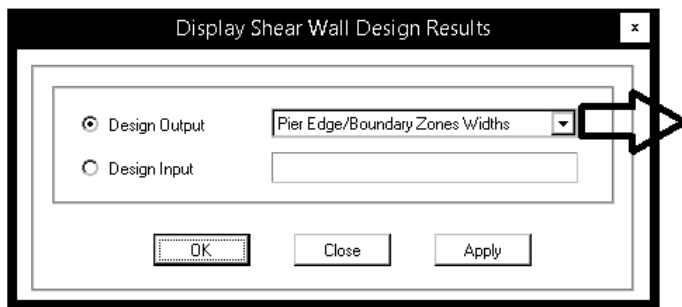 Display Shear Wall Design Results
x
Design Output
Pier Edge/Boundary Zones Widths
Design Input
OK
Close
Apply